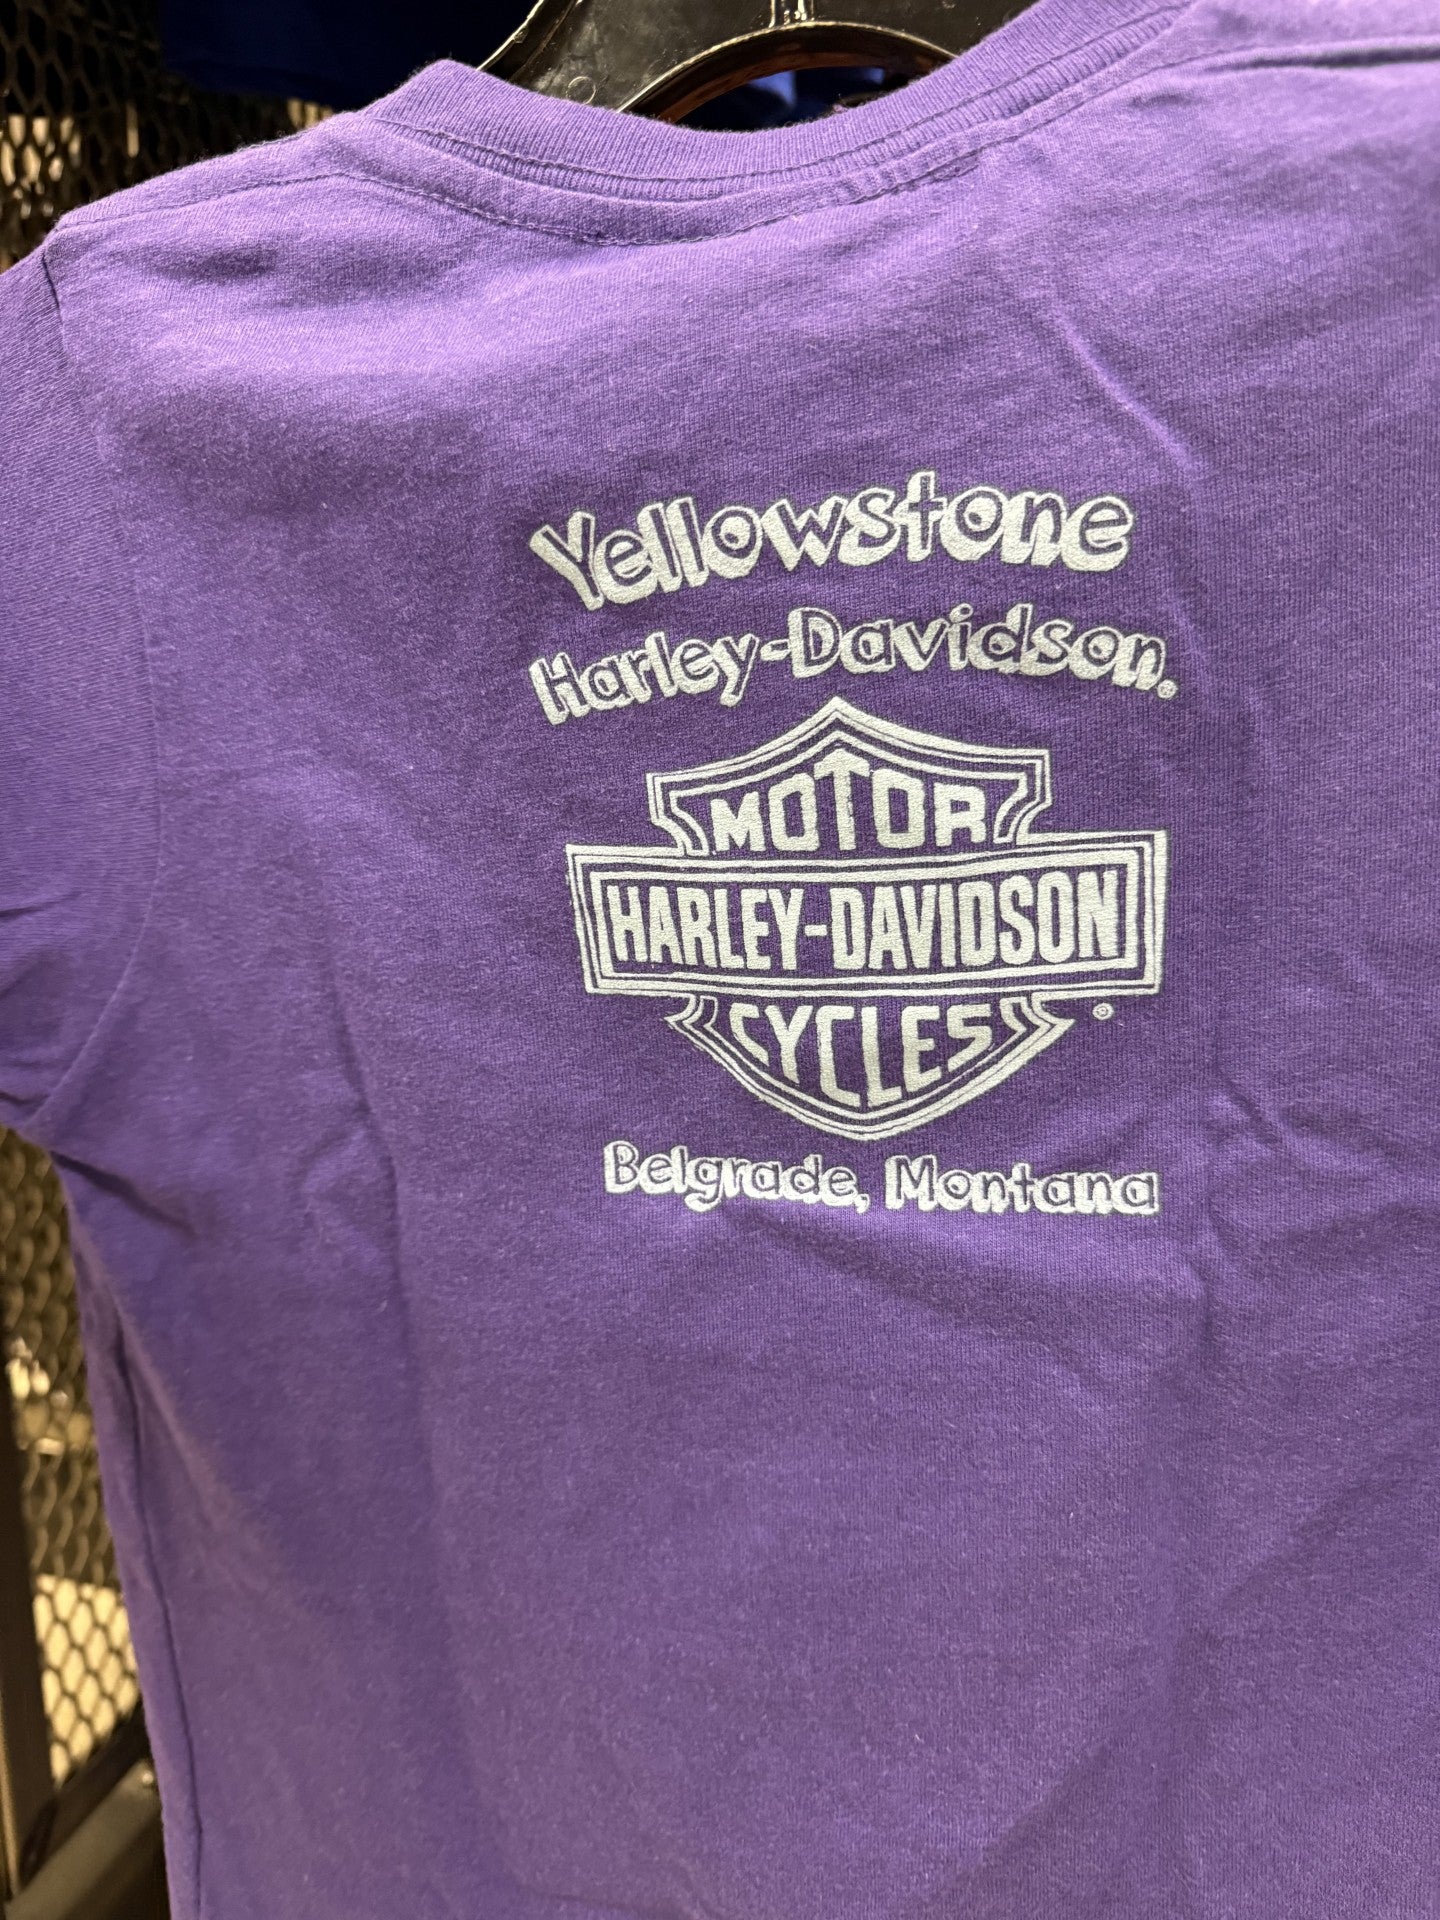 Yellowstone
Harley-Davidson®
MOTOR
HARLEY-DAVIDSON
CYCLES ®
Belgrade, Montana